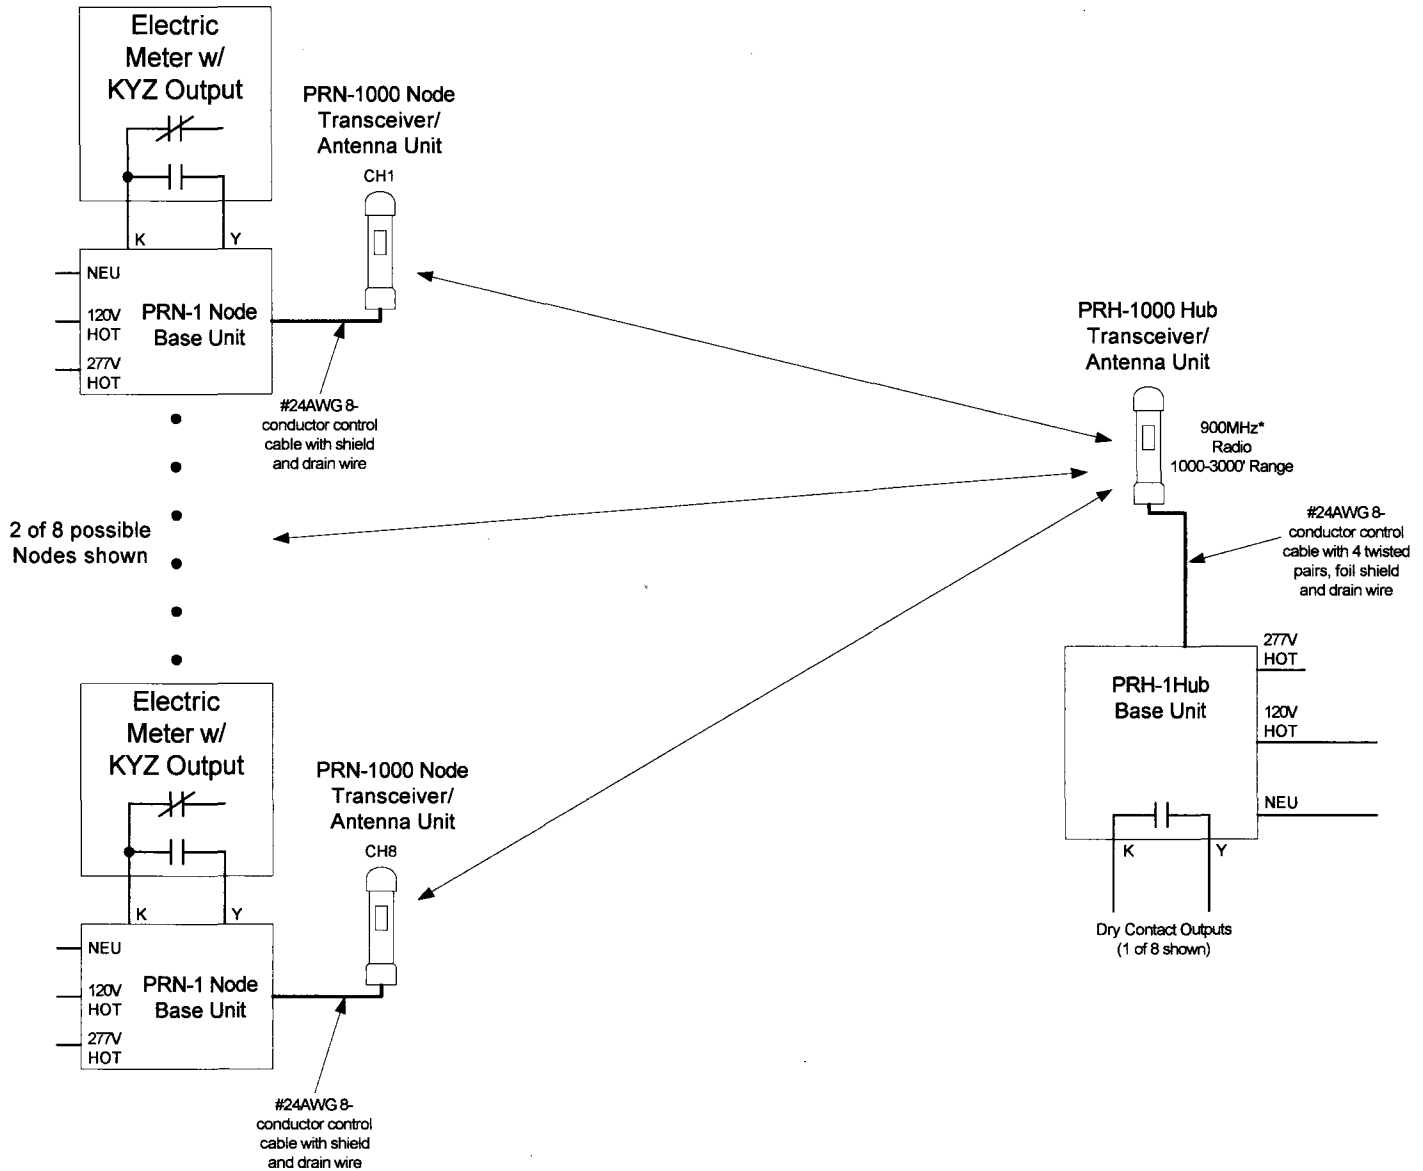 Electric
Meter w/
KYZ Output
PRN-1000 Node
Transceiver/
Antenna Unit
CH1
K
Y
NEU
120V
HOT
277V
HOT
PRN-1 Node
Base Unit
#24AWG 8-
conductor control
cable with shield
and drain wire
2 of 8 possible
Nodes shown
PRH-1000 Hub
Transceiver/
Antenna Unit
900MHz*
Radio
1000-3000' Range
#24AWG 8-
conductor control
cable with 4 twisted
pairs, foil shield
and drain wire
277V
HOT
120V
HOT
NEU
PRH-1Hub
Base Unit
K
Y
Dry Contact Outputs
(1 of 8 shown)
Electric
Meter w/
KYZ Output
PRN-1000 Node
Transceiver/
Antenna Unit
CH8
K
Y
NEU
120V
HOT
277V
HOT
PRN-1 Node
Base Unit
#24AWG 8-
conductor control
cable with shield
and drain wire